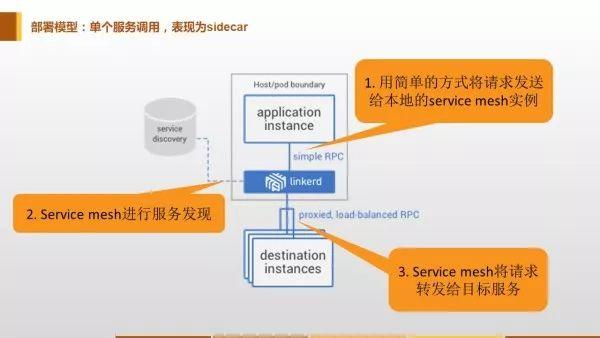 部署模型：单个服务调用，表现为sidecar
Host/pod boundary
application
instance
1. 用简单的方式将请求发送
给本地的service mesh实例
service
discovery
simple RPC
linkerd
2. Service mesh进行服务发现
proxied, load-balanced RPC
destination
instances
3. Service mesh将请求
转发给目标服务